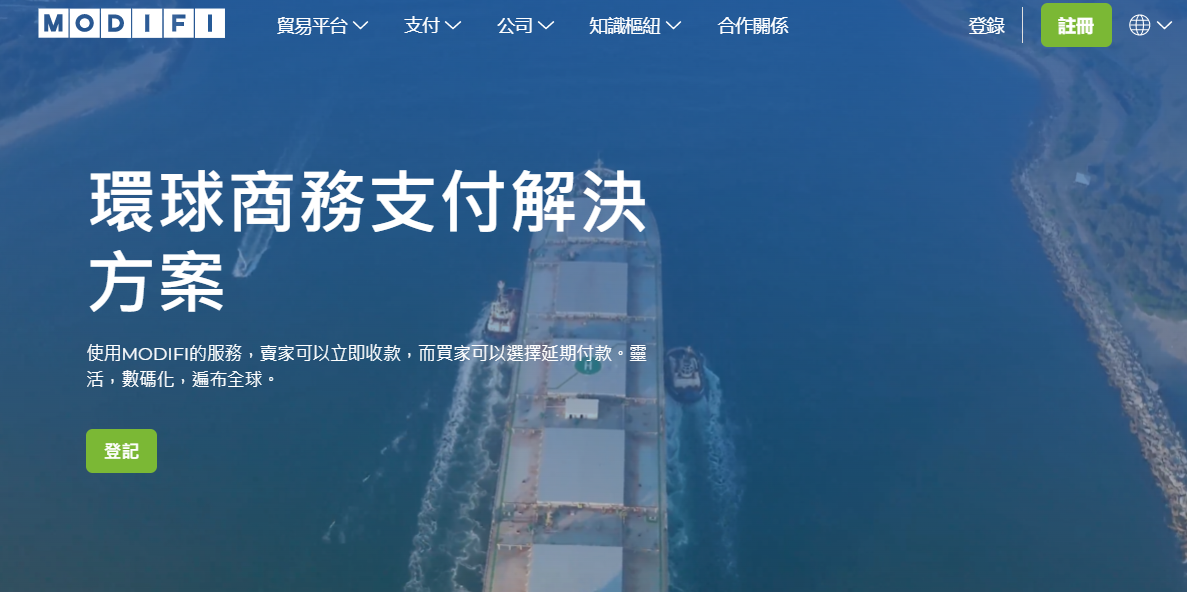 MODIFI 貿易平台 支付 公司 知識樞紐 合作關係 登錄 註冊
環球商務支付解決
方案
使用MODIFI的服務，賣家可以立即收款，而買家可以選擇延期付款。靈
活，數碼化，遍布全球。
H
登記